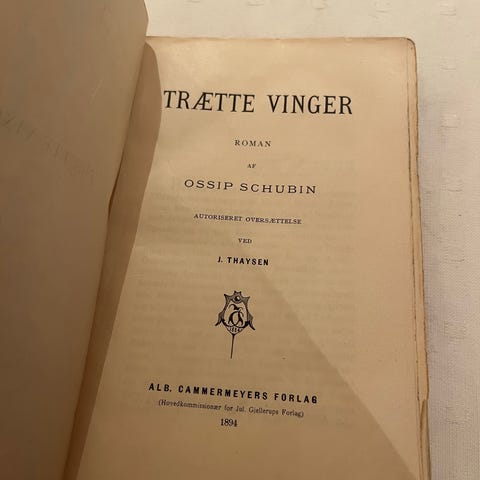 TRÆTTE VINGER
ROMAN
AF
OSSIP SCHUBIN
AUTORISERET OVERSÆTTELSE
VED
J. THAYSEN
ALB. CAMMERMEYERS FORLAG
(Hovedkommissionær for Jul. Gjellerups Forlag)
1894